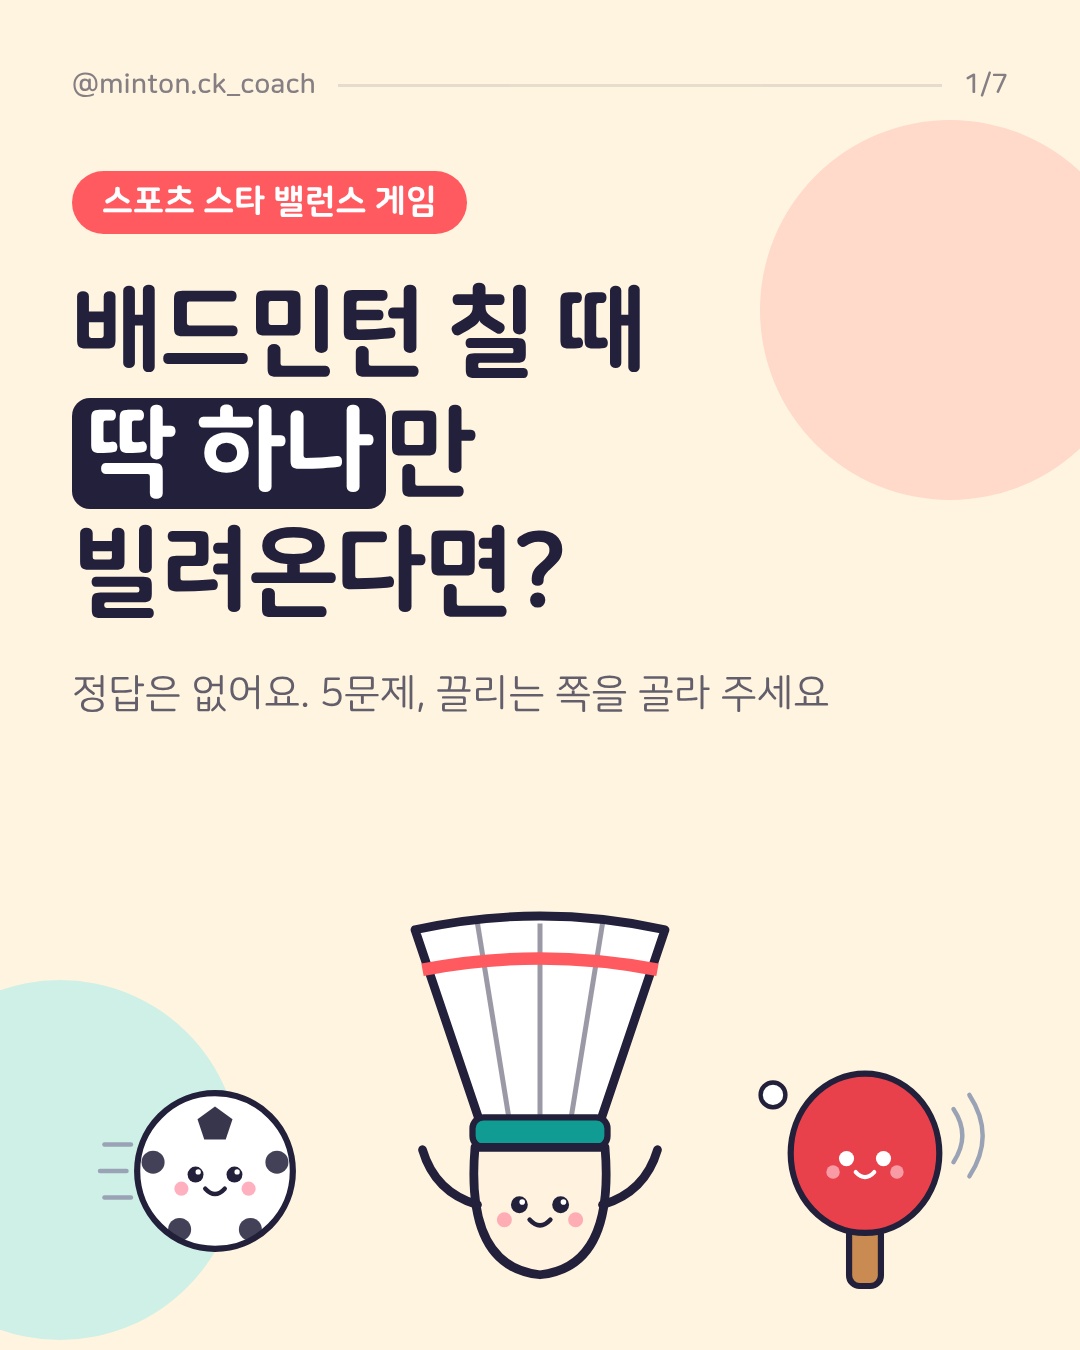 @minton.ck_coach 1/7
스포츠 스타 밸런스 게임
배드민턴 칠 때
딱 하나만
빌려온다면?
정답은 없어요. 5문제, 끌리는 쪽을 골라 주세요